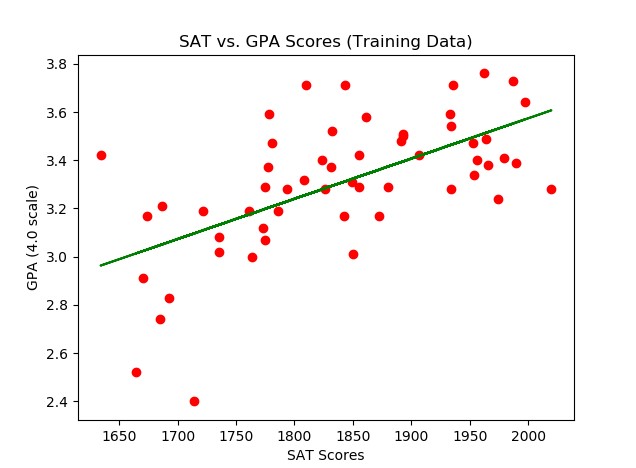 SAT vs. GPA Scores (Training Data)
3.8
3.6
3.4
3.2
3.0
2.8
2.6
2.4
GPA (4.0 scale)
1650 1700 1750 1800 1850 1900 1950 2000
SAT Scores